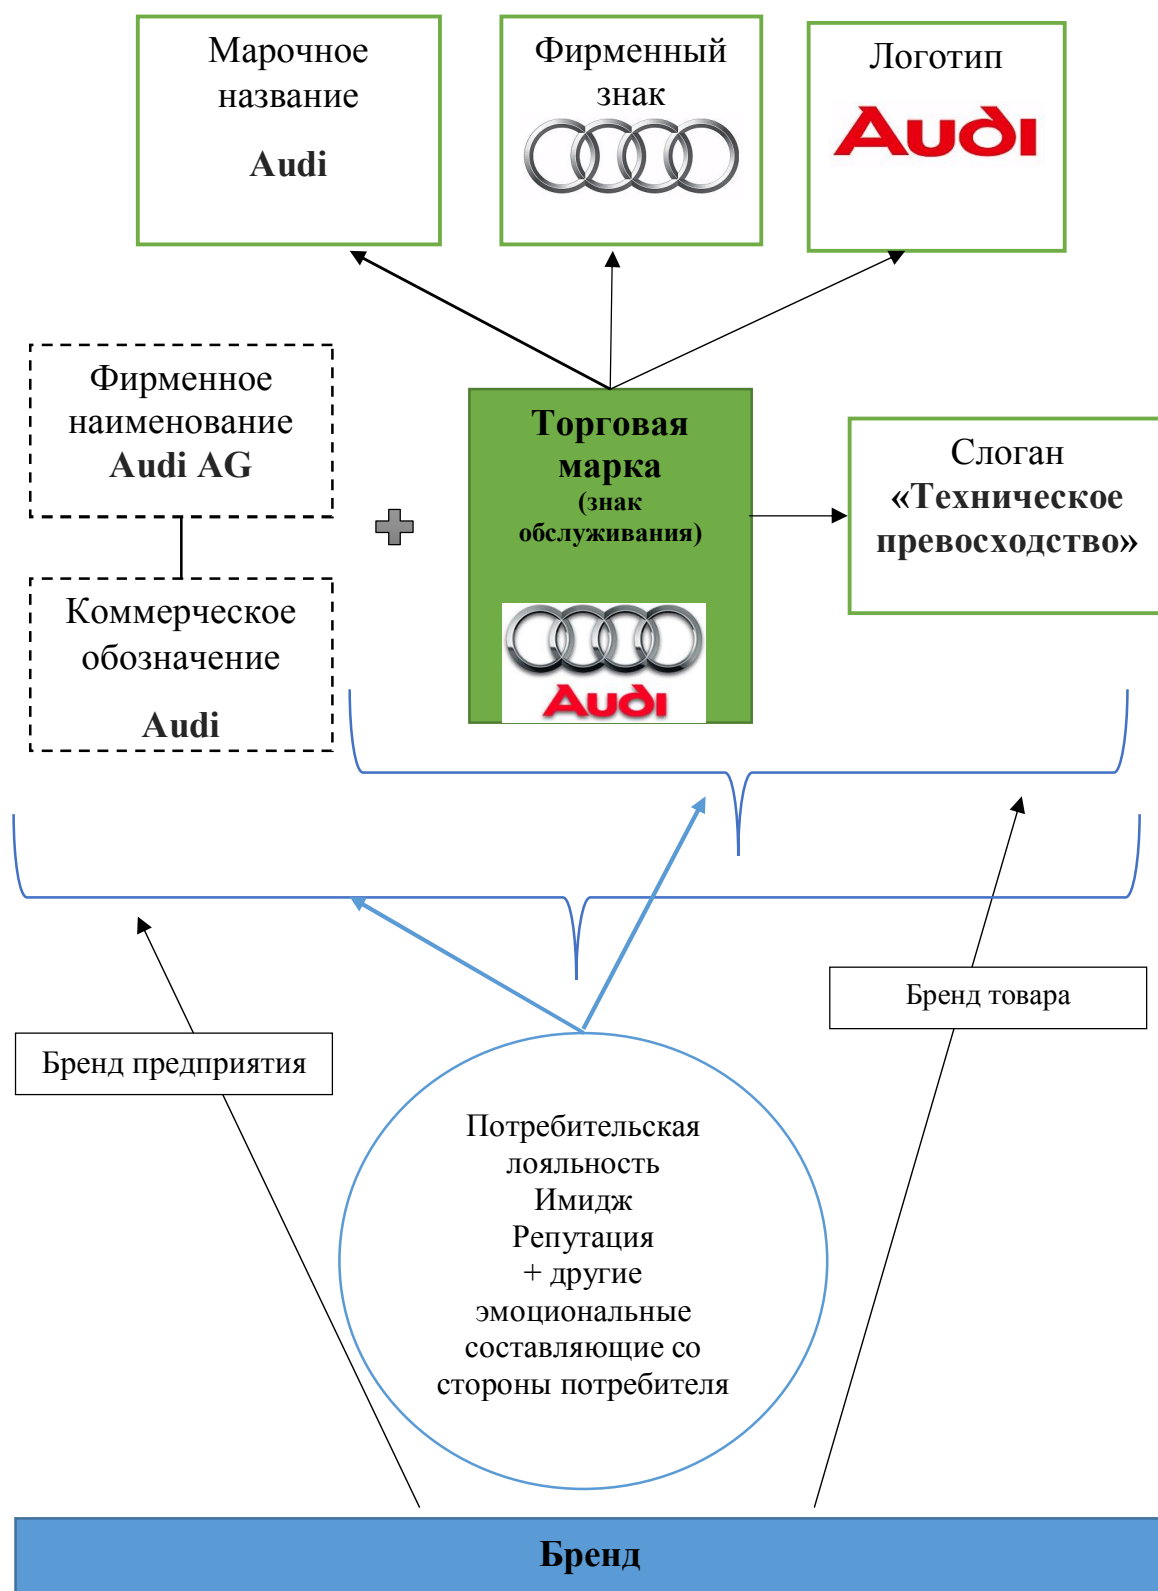 Марочное
название
Audi
Фирменный
знак
Логотип
Audi
Фирменное
наименование
Audi AG
Торговая
марка
(знак
обслуживания)
Audi
Слоган
«Техническое
превосходство»
Коммерческое
обозначение
Audi
Бренд товара
Бренд предприятия
Потребительская
лояльность
Имидж
Репутация
+ другие
эмоциональные
составляющие со
стороны потребителя
Бренд